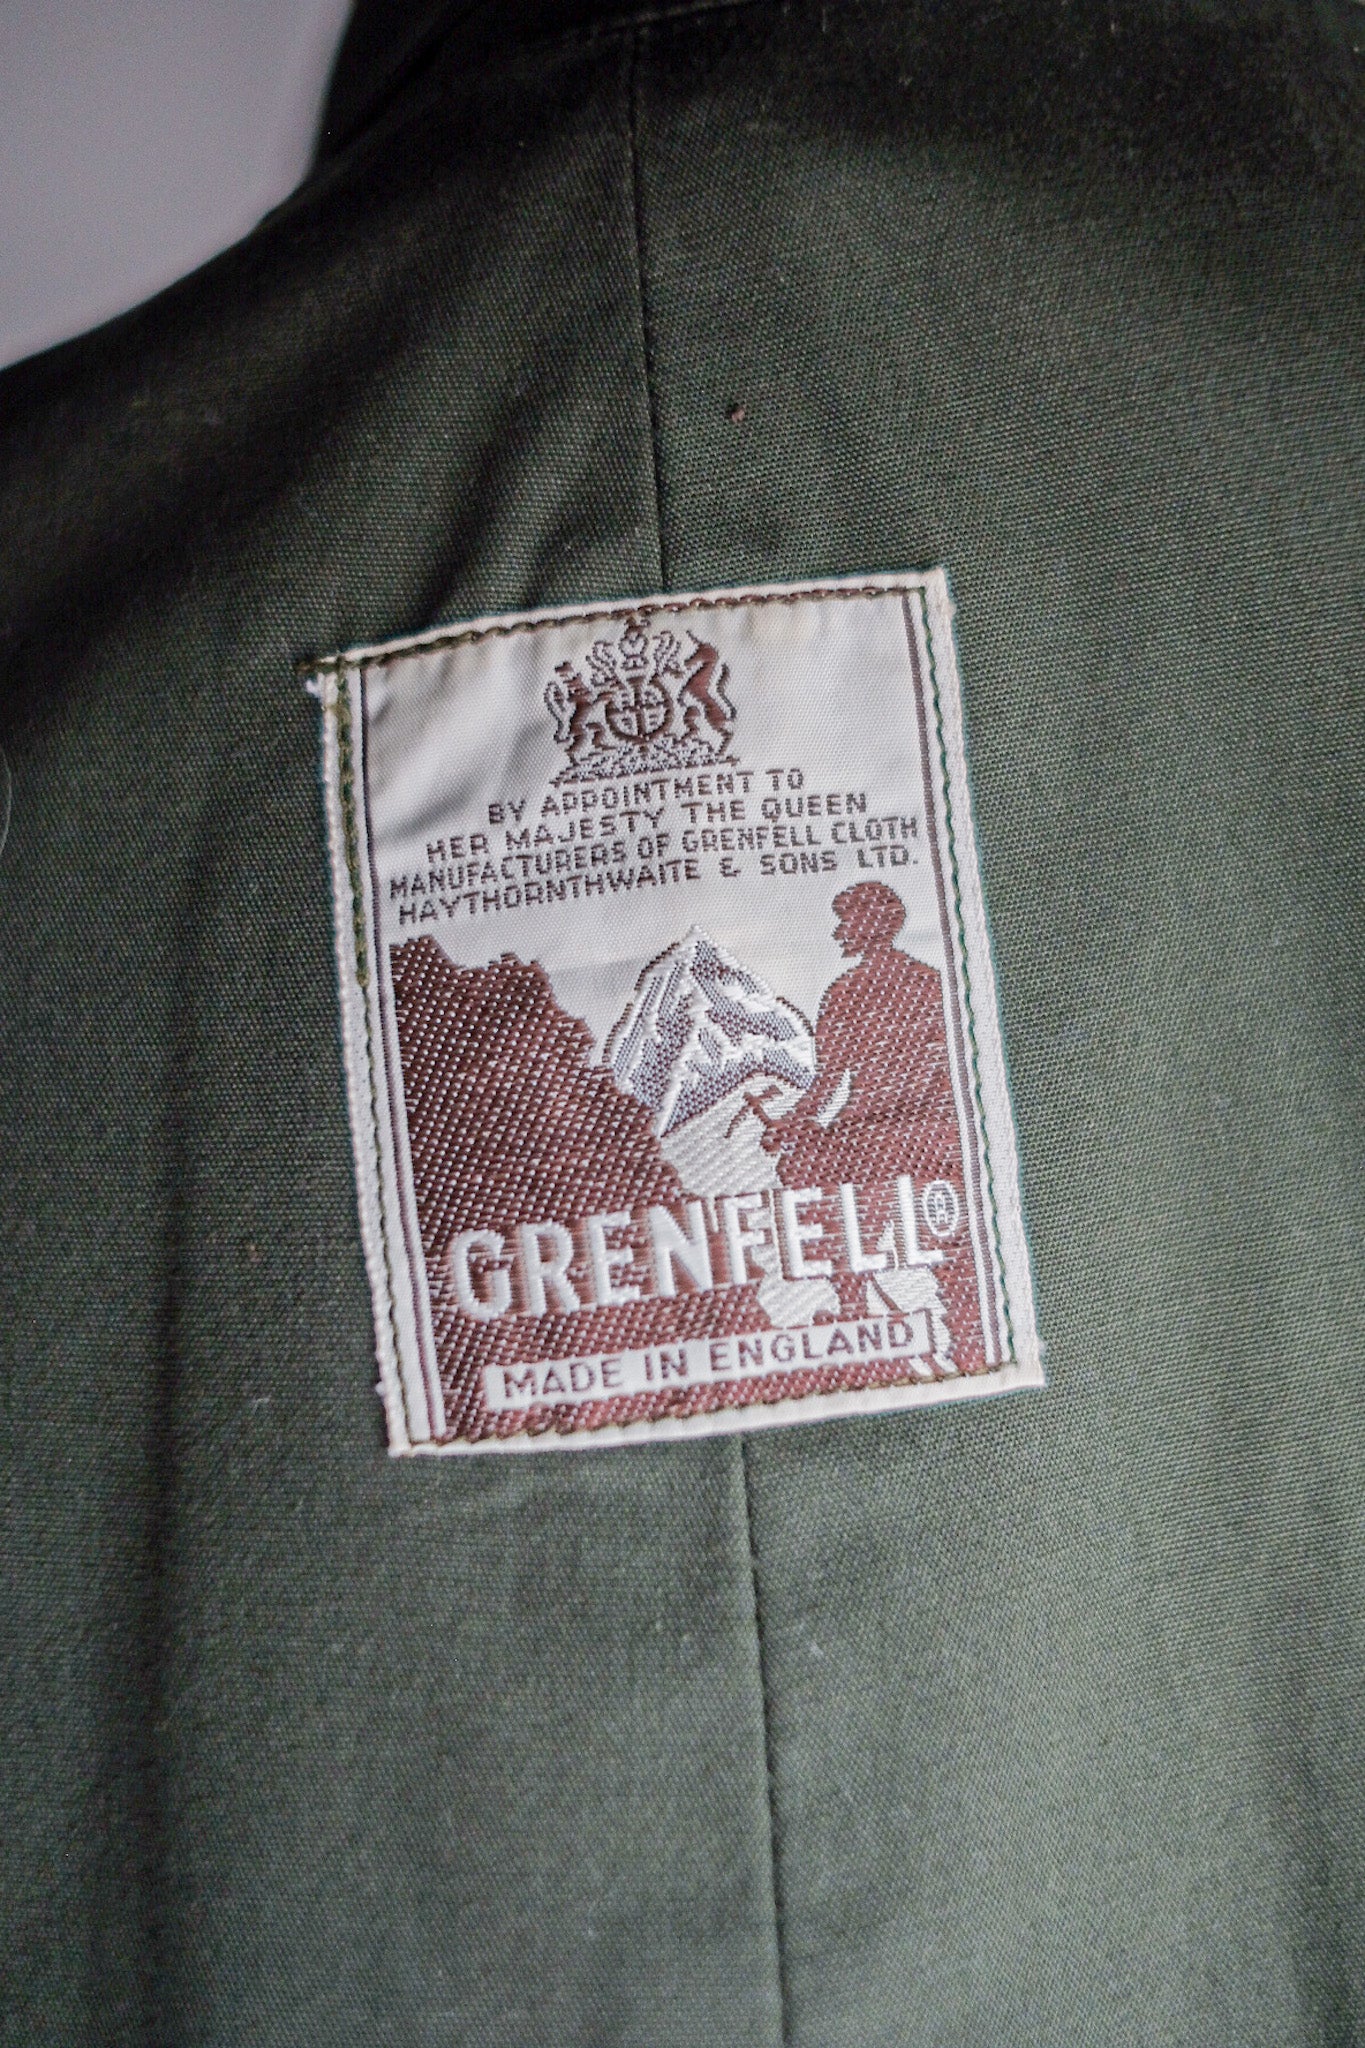 BY APPOINTMENT TO
HER MAJESTY THE QUEEN
MANUFACTURERS OF GRENFELL CLOTH
HAYTHORNTHWAITE & SONS LTD.
GRENFELL®
MADE IN ENGLAND